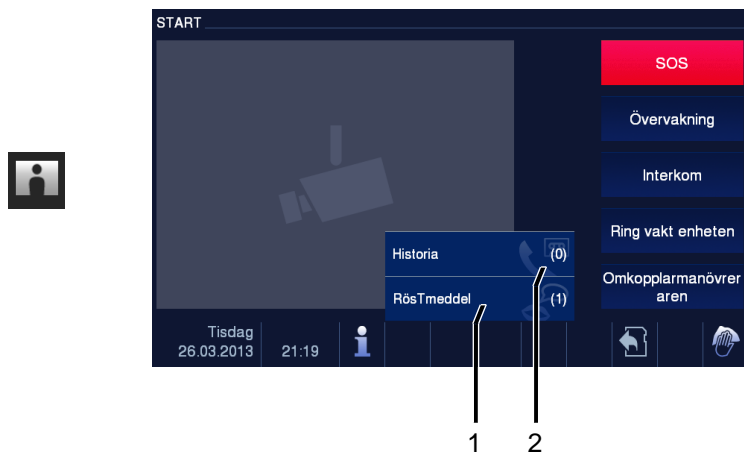 START
SOS
Övervakning
Interkom
Ring vakt enheten
Omkopplarmanövrer
aren
Historia (0)
RösTmeddel (1)
Tisdag
26.03.2013 21:19
1 2